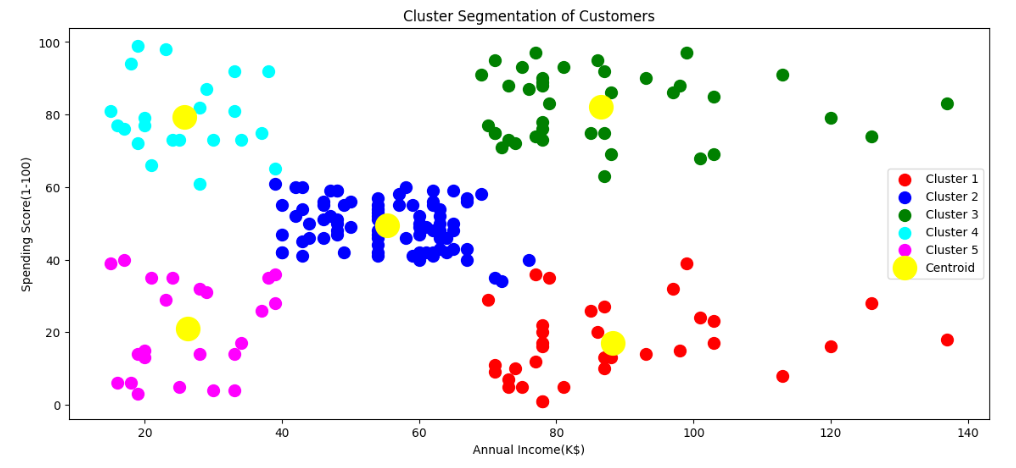 Cluster Segmentation of Customers
Spending Score(1-100)
100
80
60
40
20
0
20 40 60 80 100 120 140
Annual Income(K$)
Cluster 1
Cluster 2
Cluster 3
Cluster 4
Cluster 5
Centroid